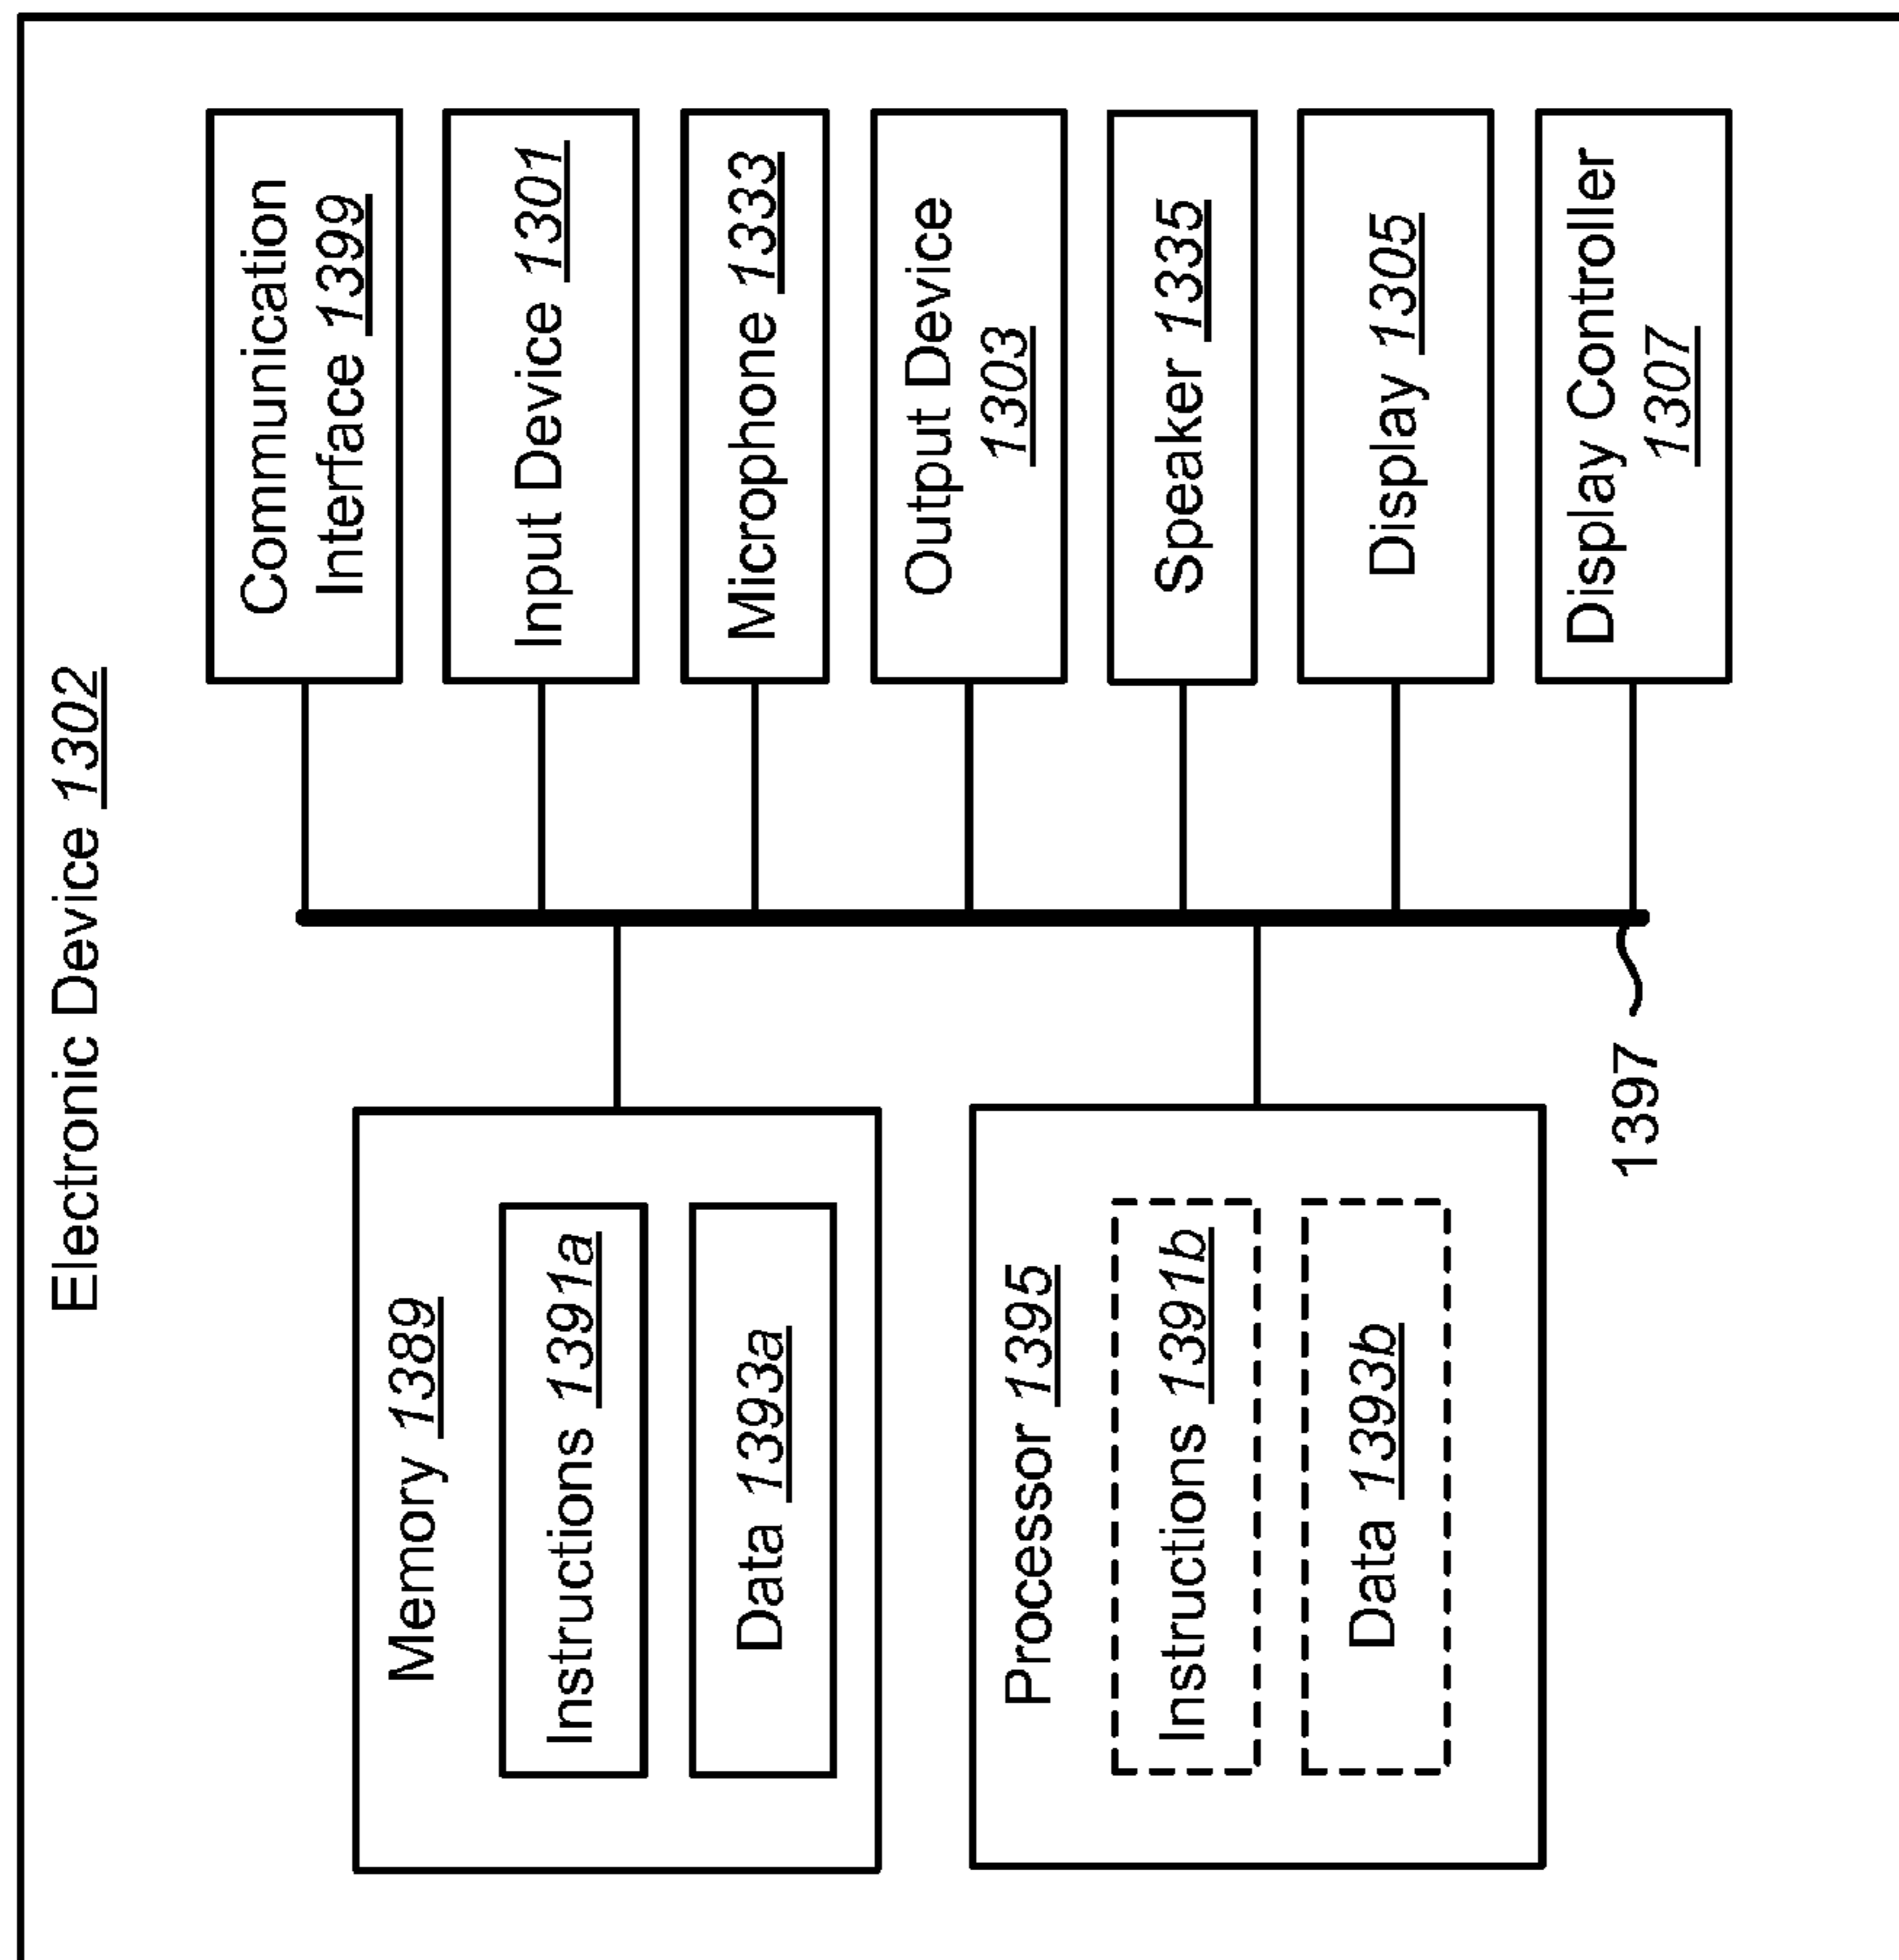 Electronic Device 1302
Memory 1389
Instructions 1391a
Data 1393a
Processor 1395
Instructions 1391b
Data 1393b
1397
Communication
Interface 1399
Input Device 1301
Microphone 1333
Output Device
1303
Speaker 1335
Display 1305
Display Controller
1307